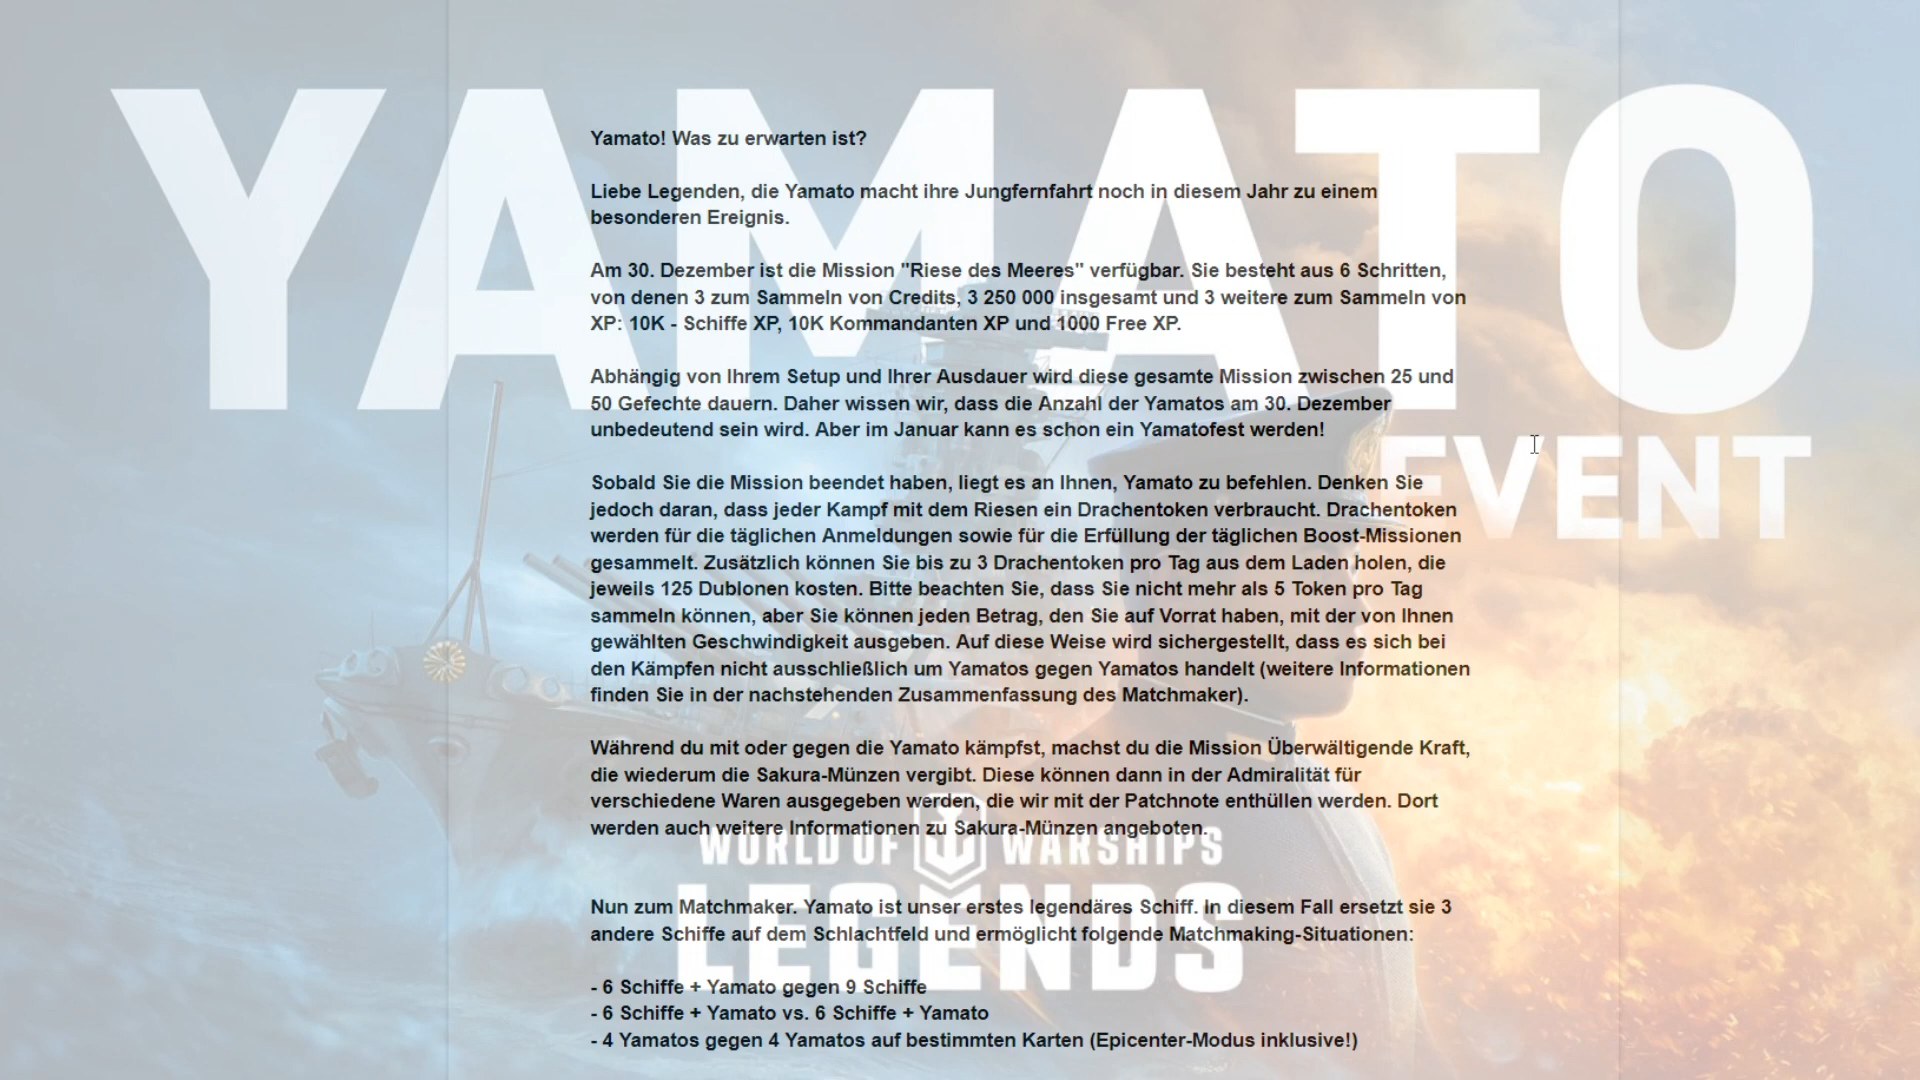 YAMATO
EVENT
Yamato! Was zu erwarten ist?
Liebe Legenden, die Yamato macht ihre Jungfernfahrt noch in diesem Jahr zu einem
besonderen Ereignis.
Am 30. Dezember ist die Mission "Riese des Meeres" verfügbar. Sie besteht aus 6 Schritten,
von denen 3 zum Sammeln von Credits, 3 250 000 insgesamt und 3 weitere zum Sammeln von
XP: 10K - Schiffe XP, 10K Kommandanten XP und 1000 Free XP.
Abhängig von Ihrem Setup und Ihrer Ausdauer wird diese gesamte Mission zwischen 25 und
50 Gefechte dauern. Daher wissen wir, dass die Anzahl der Yamatos am 30. Dezember
unbedeutend sein wird. Aber im Januar kann es schon ein Yamatofest werden!
Sobald Sie die Mission beendet haben, liegt es an Ihnen, Yamato zu befehlen. Denken Sie
jedoch daran, dass jeder Kampf mit dem Riesen ein Drachentoken verbraucht. Drachentoken
werden für die täglichen Anmeldungen sowie für die Erfüllung der täglichen Boost-Missionen
gesammelt. Zusätzlich können Sie bis zu 3 Drachentoken pro Tag aus dem Laden holen, die
jeweils 125 Dublonen kosten. Bitte beachten Sie, dass Sie nicht mehr als 5 Token pro Tag
sammeln können, aber Sie können jeden Betrag, den Sie auf Vorrat haben, mit der von Ihnen
gewählten Geschwindigkeit ausgeben. Auf diese Weise wird sichergestellt, dass es sich bei
den Kämpfen nicht ausschließlich um Yamatos gegen Yamatos handelt (weitere Informationen
finden Sie in der nachstehenden Zusammenfassung des Matchmaker).
Während du mit oder gegen die Yamato kämpfst, machst du die Mission Überwältigende Kraft,
die wiederum die Sakura-Münzen vergibt. Diese können dann in der Admiralität für
verschiedene Waren ausgegeben werden, die wir mit der Patchnote enthüllen werden. Dort
werden auch weitere Informationen zu Sakura-Münzen angeboten.
WORLD OF WARSHIPS
LEGENDS
Nun zum Matchmaker. Yamato ist unser erstes legendäres Schiff. In diesem Fall ersetzt sie 3
andere Schiffe auf dem Schlachtfeld und ermöglicht folgende Matchmaking-Situationen:
- 6 Schiffe + Yamato gegen 9 Schiffe
- 6 Schiffe + Yamato vs. 6 Schiffe + Yamato
- 4 Yamatos gegen 4 Yamatos auf bestimmten Karten (Epicenter-Modus inklusive!)